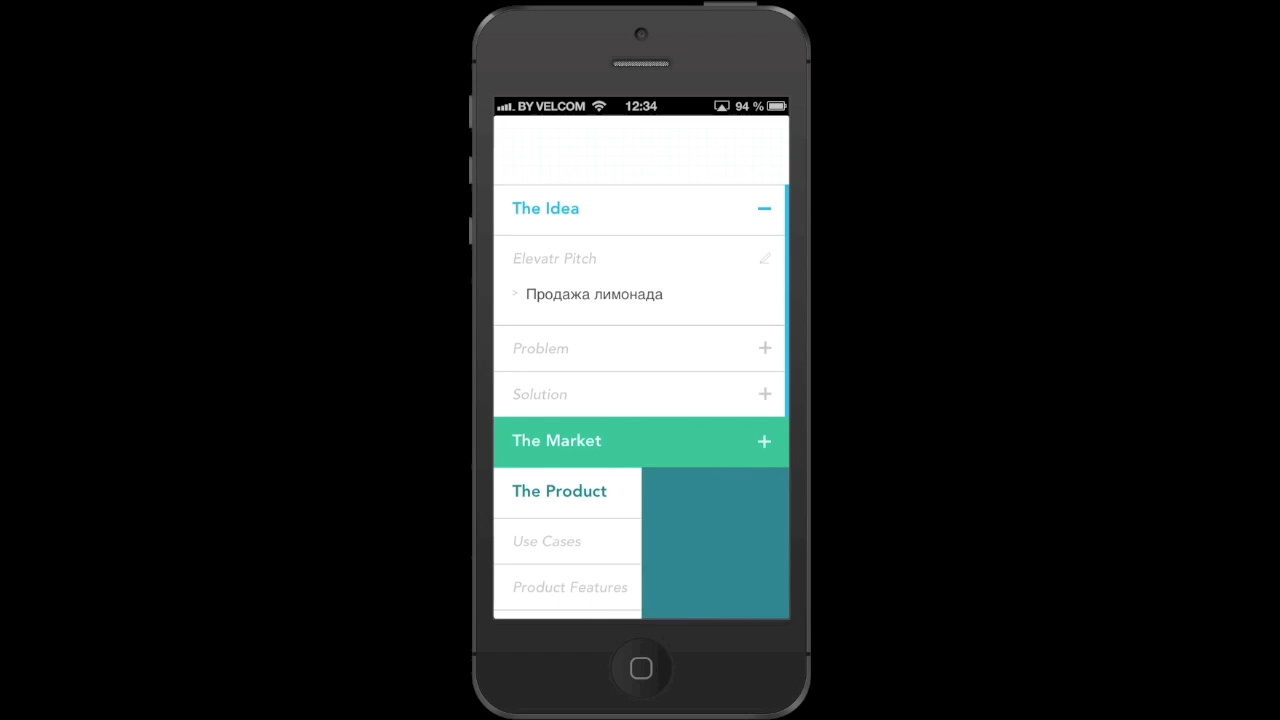 BY VELCOM 12:34 94 %
The Idea
Elevatr Pitch
> Продажа лимонада
Problem
Solution
The Market
The Product
Use Cases
Product Features